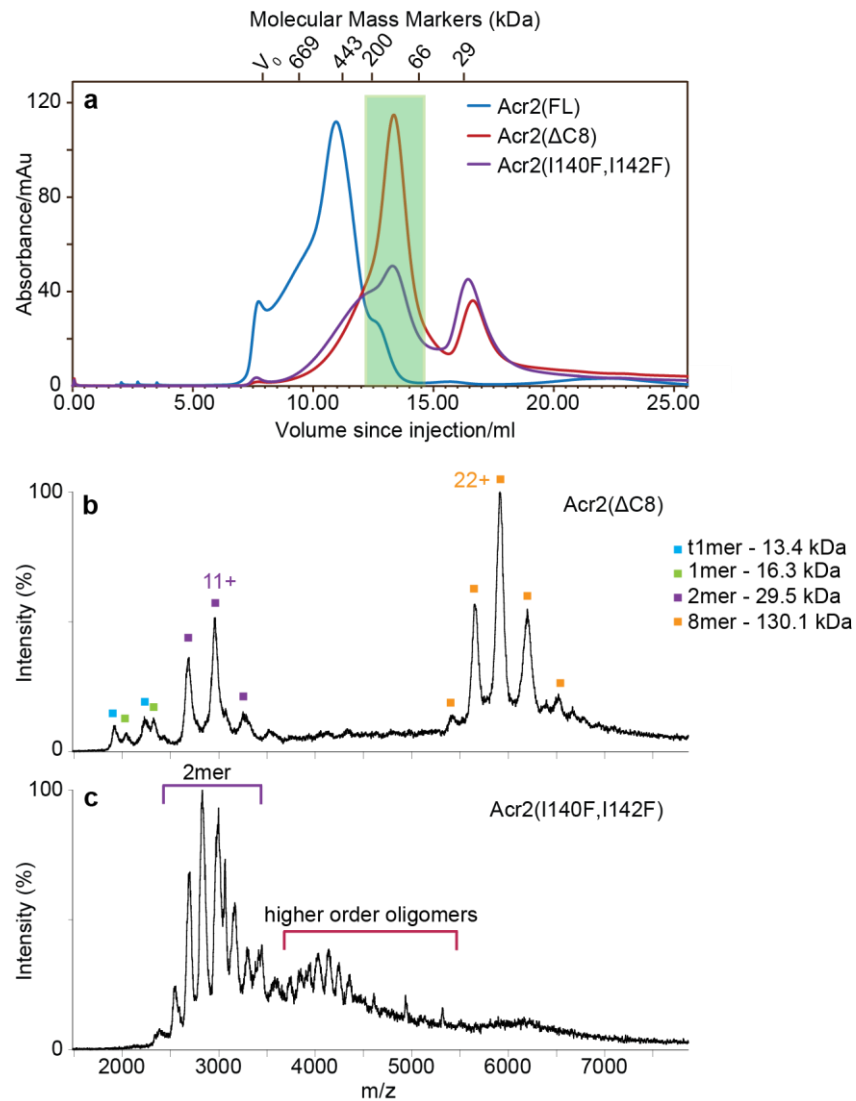 Molecular Mass Markers (kDa)
V₀ 669 443 200 66 29
a
Acr2(FL)
Acr2(ΔC8)
Acr2(I140F,I142F)
120
80
40
0
Absorbance/mAu
0.00 5.00 10.00 15.00 20.00 25.00
Volume since injection/ml
b
100
0
Intensity (%)
11+
22+
Acr2(ΔC8)
t1mer - 13.4 kDa
1mer - 16.3 kDa
2mer - 29.5 kDa
8mer - 130.1 kDa
c
100
0
Intensity (%)
2mer
higher order oligomers
Acr2(I140F,I142F)
2000 3000 4000 5000 6000 7000
m/z